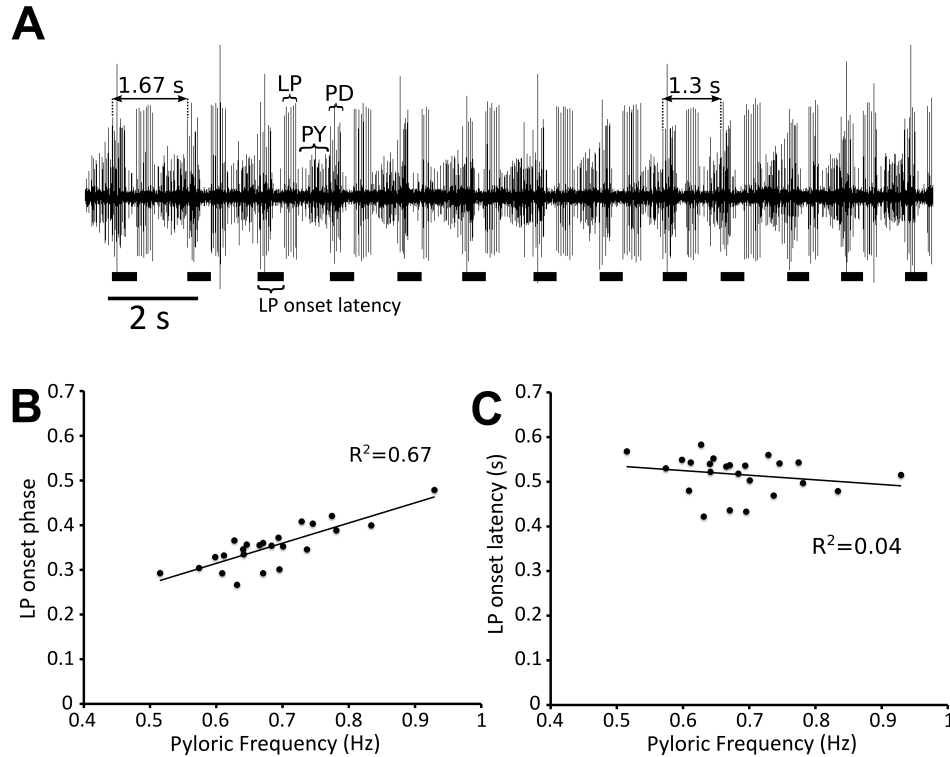 A
1.67 s
LP
PD
PY
1.3 s
LP onset latency
2 s
B
0.7
0.6
0.5
0.4
0.3
0.2
0.1
0
R²=0.67
LP onset phase
0.4 0.5 0.6 0.7 0.8 0.9 1
Pyloric Frequency (Hz)
C
0.7
0.6
0.5
0.4
0.3
0.2
0.1
0
R²=0.04
LP onset latency (s)
0.4 0.5 0.6 0.7 0.8 0.9 1
Pyloric Frequency (Hz)